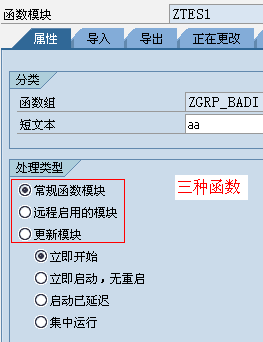 函数模块 ZTES1
属性 导入 导出 正在更改
分类
函数组 ZGRP_BADI
短文本 aa
处理类型
常规函数模块
三种函数
远程启用的模块
更新模块
立即开始
立即启动，无重启
启动已延迟
集中运行